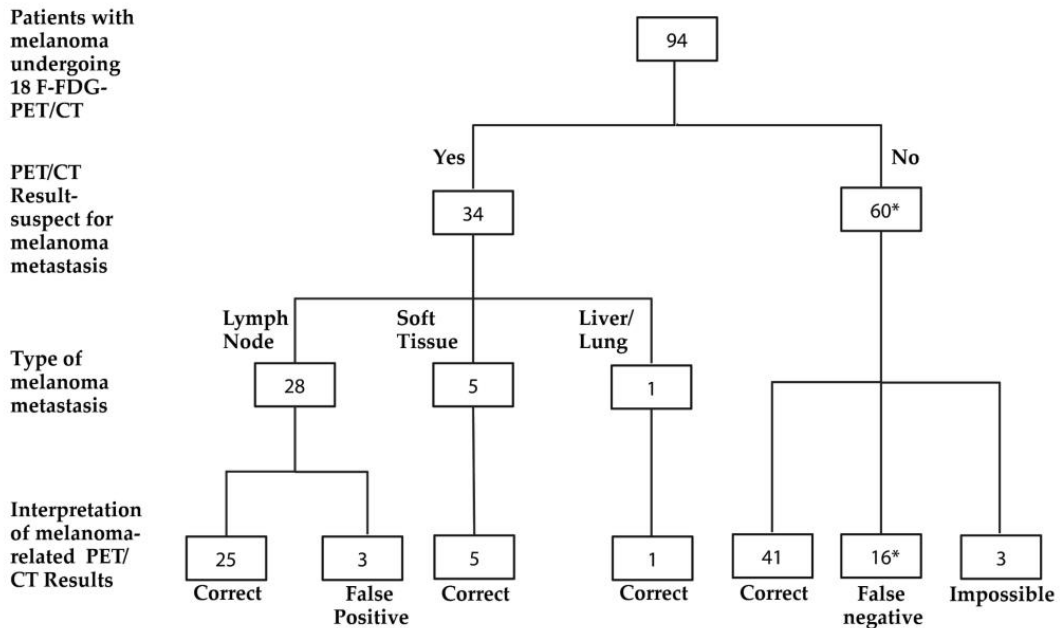 Patients with
melanoma
undergoing
18 F-FDG-
PET/CT
94
Yes
No
PET/CT
Result-
suspect for
melanoma
metastasis
34
60*
Lymph
Node
Soft
Tissue
Liver/
Lung
Type of
melanoma
metastasis
28
5
1
Interpretation
of melanoma-
related PET/
CT Results
25
3
5
1
41
16*
3
Correct
False
Positive
Correct
Correct
Correct
False
negative
Impossible